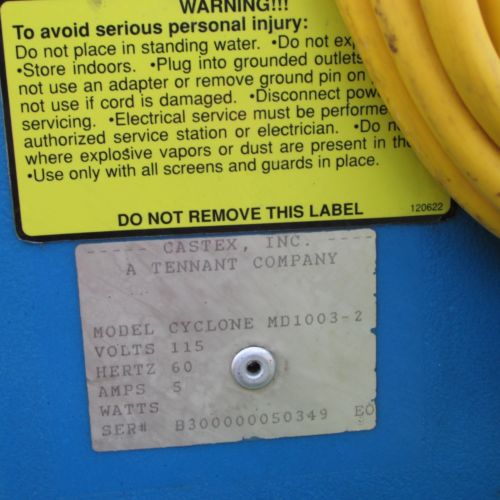 WARNING!!!
To avoid serious personal injury:
Do not place in standing water. •Do not
•Store indoors. •Plug into grounded outlets
not use an adapter or remove ground pin on
not use if cord is damaged. •Disconnect
servicing. •Electrical service must be
authorized service station or electrician. •Do
where explosive vapors or dust are present in
•Use only with all screens and guards in place.
DO NOT REMOVE THIS LABEL
120622
----- CASTEX, INC. ----
A TENNANT COMPANY
MODEL CYCLONE MD1003-2
VOLTS 115
HERTZ 60
AMPS 5
WATTS
SER# B300000050349 EO